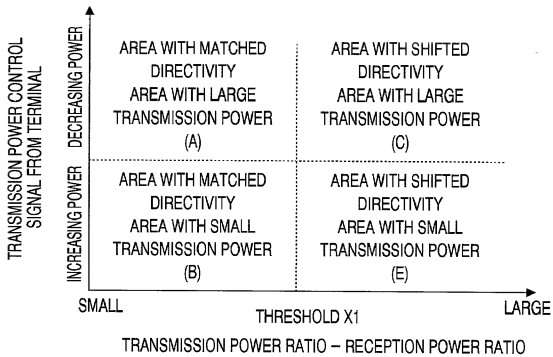 TRANSMISSION POWER CONTROL
SIGNAL FROM TERMINAL
DECREASING POWER
INCREASING POWER
AREA WITH MATCHED
DIRECTIVITY
AREA WITH LARGE
TRANSMISSION POWER
(A)
AREA WITH SHIFTED
DIRECTIVITY
AREA WITH LARGE
TRANSMISSION POWER
(C)
AREA WITH MATCHED
DIRECTIVITY
AREA WITH SMALL
TRANSMISSION POWER
(B)
AREA WITH SHIFTED
DIRECTIVITY
AREA WITH SMALL
TRANSMISSION POWER
(E)
SMALL
THRESHOLD X1
LARGE
TRANSMISSION POWER RATIO – RECEPTION POWER RATIO